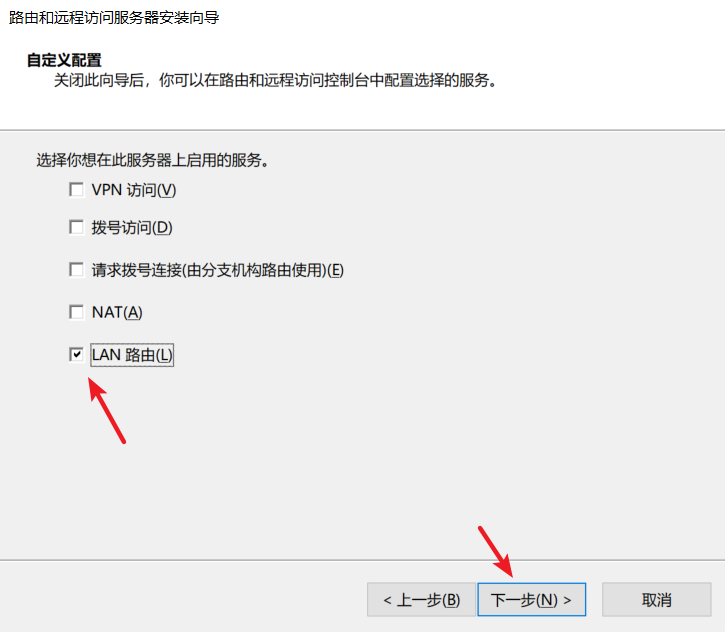 路由和远程访问服务器安装向导
自定义配置
关闭此向导后，你可以在路由和远程访问控制台中配置选择的服务。
选择你想在此服务器上启用的服务。
VPN 访问(V)
拨号访问(D)
请求拨号连接(由分支机构路由使用)(E)
NAT(A)
LAN 路由(L)
< 上一步(B) 下一步(N) > 取消